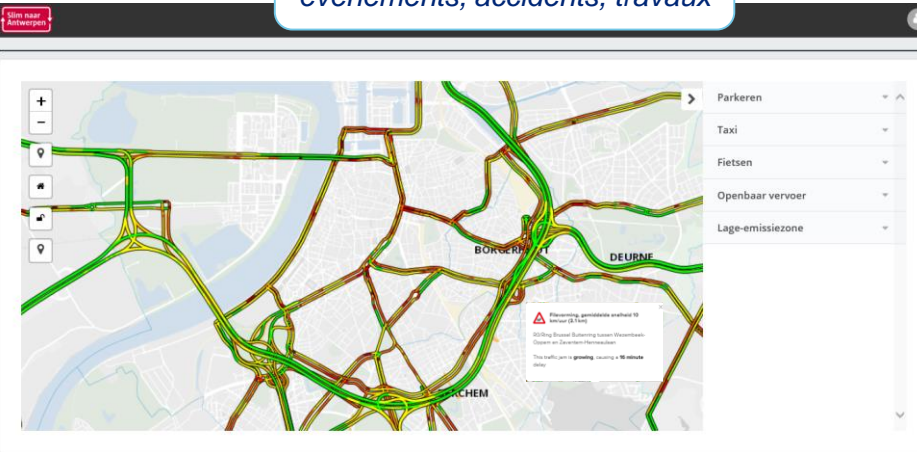 événements, accidents, travaux
Slim naar
Antwerpen
Parkeren
Taxi
Fietsen
Openbaar vervoer
Lage-emissiezone
DEURNE
Filevorming, gemiddelde snelheid 10
km/uur (3.1 km)
R0/Ring Brussel Buitenring tussen Wezembeek-
Oppem en Zaventem-Henneaulaan
This traffic jam is growing, causing a 16 minute
delay